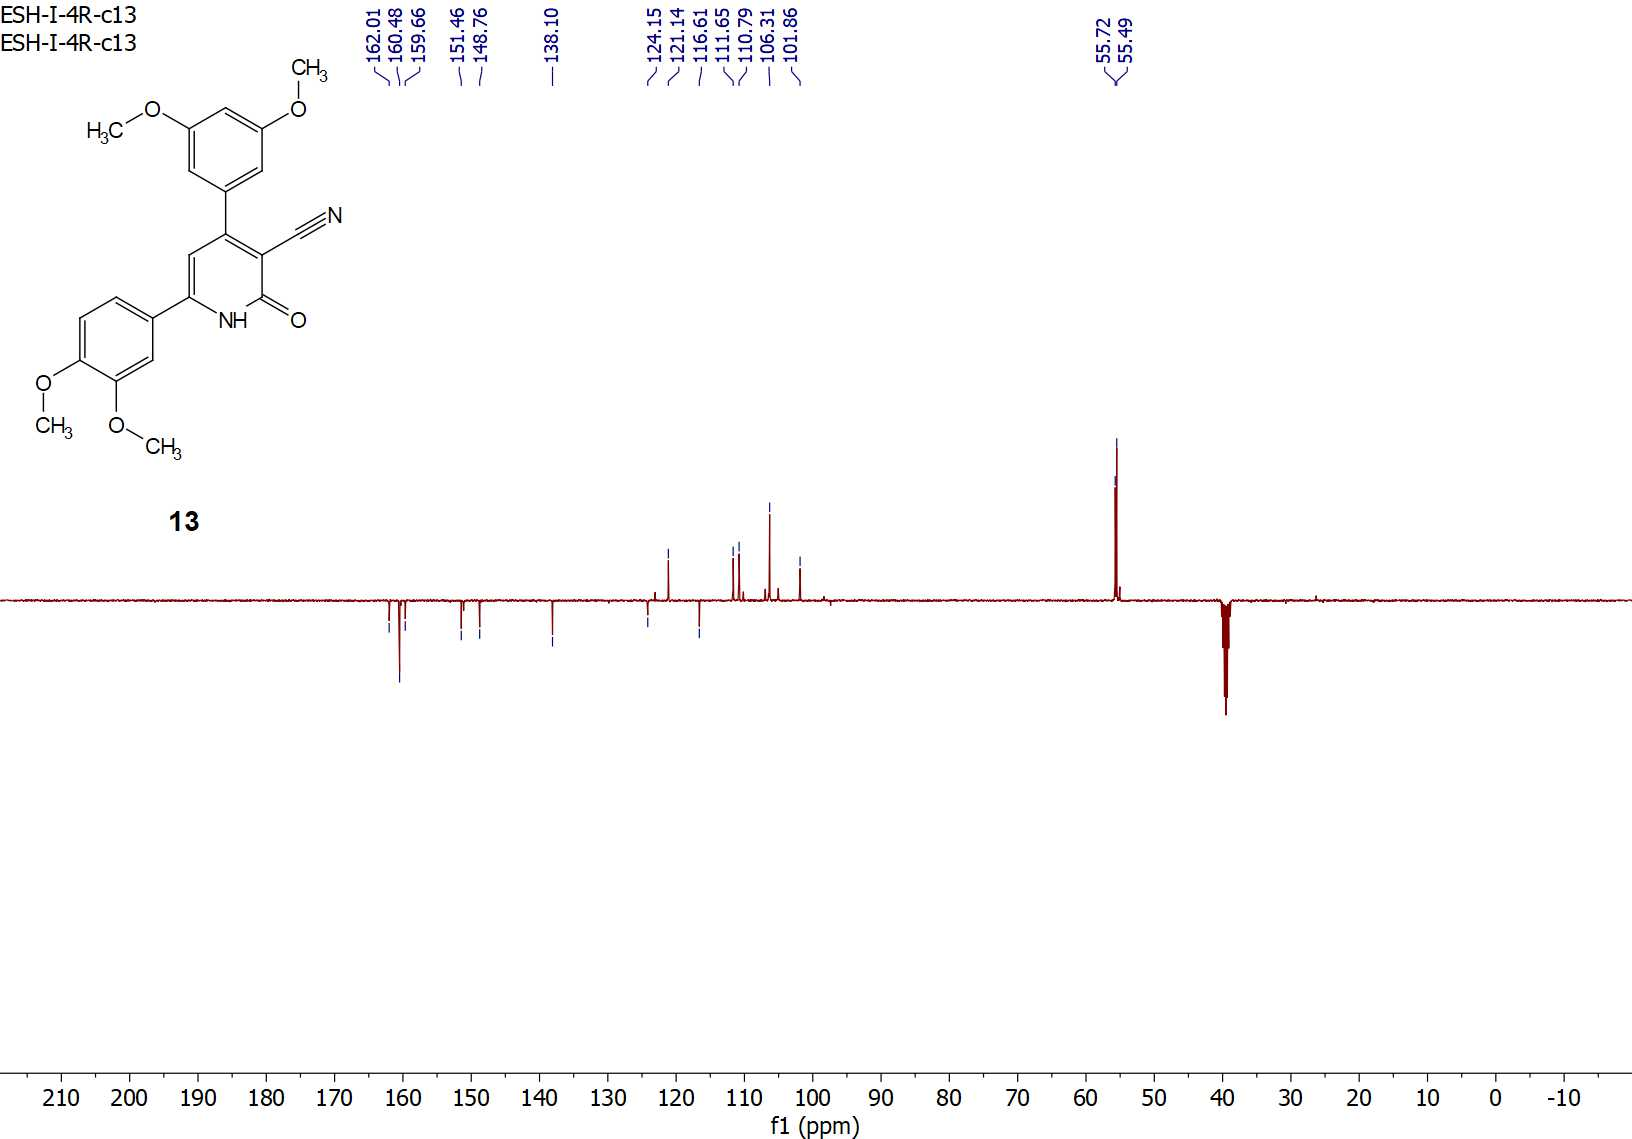 ESH-I-4R-c13
ESH-I-4R-c13
162.01
160.48
159.66
151.46
148.76
138.10
124.15
121.14
116.61
111.65
110.79
106.31
101.86
55.72
55.49
CH3
O
O
H3C
N
NH
O
O
CH3
O
CH3
13
210 200 190 180 170 160 150 140 130 120 110 100 90 80 70 60 50 40 30 20 10 0 -10
f1 (ppm)